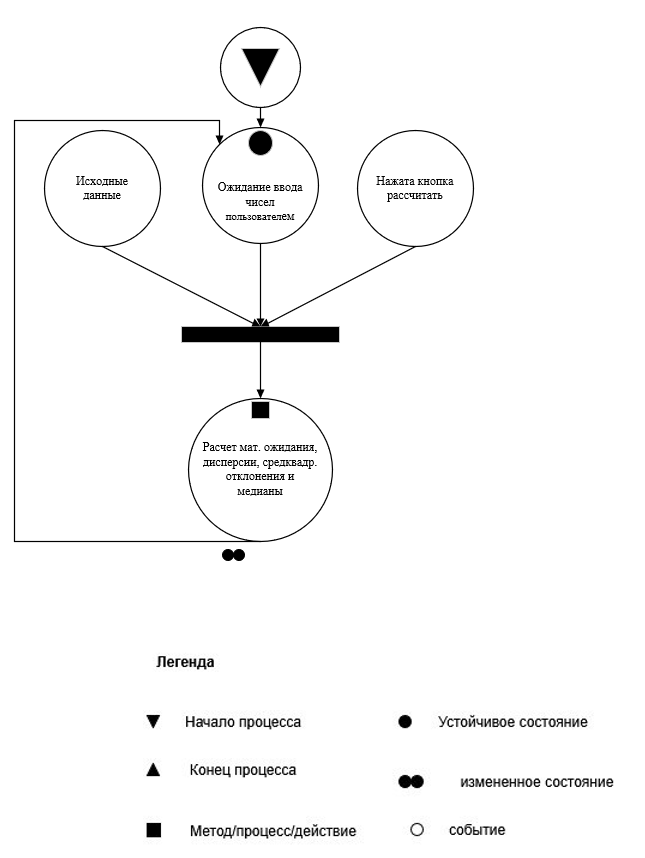 Исходные
данные
Ожидание ввода
чисел
пользователем
Нажата кнопка
рассчитать
Расчет мат. ожидания,
дисперсии, средквадр.
отклонения и
медианы
Легенда
Начало процесса
Устойчивое состояние
Конец процесса
измененное состояние
Метод/процесс/действие
событие